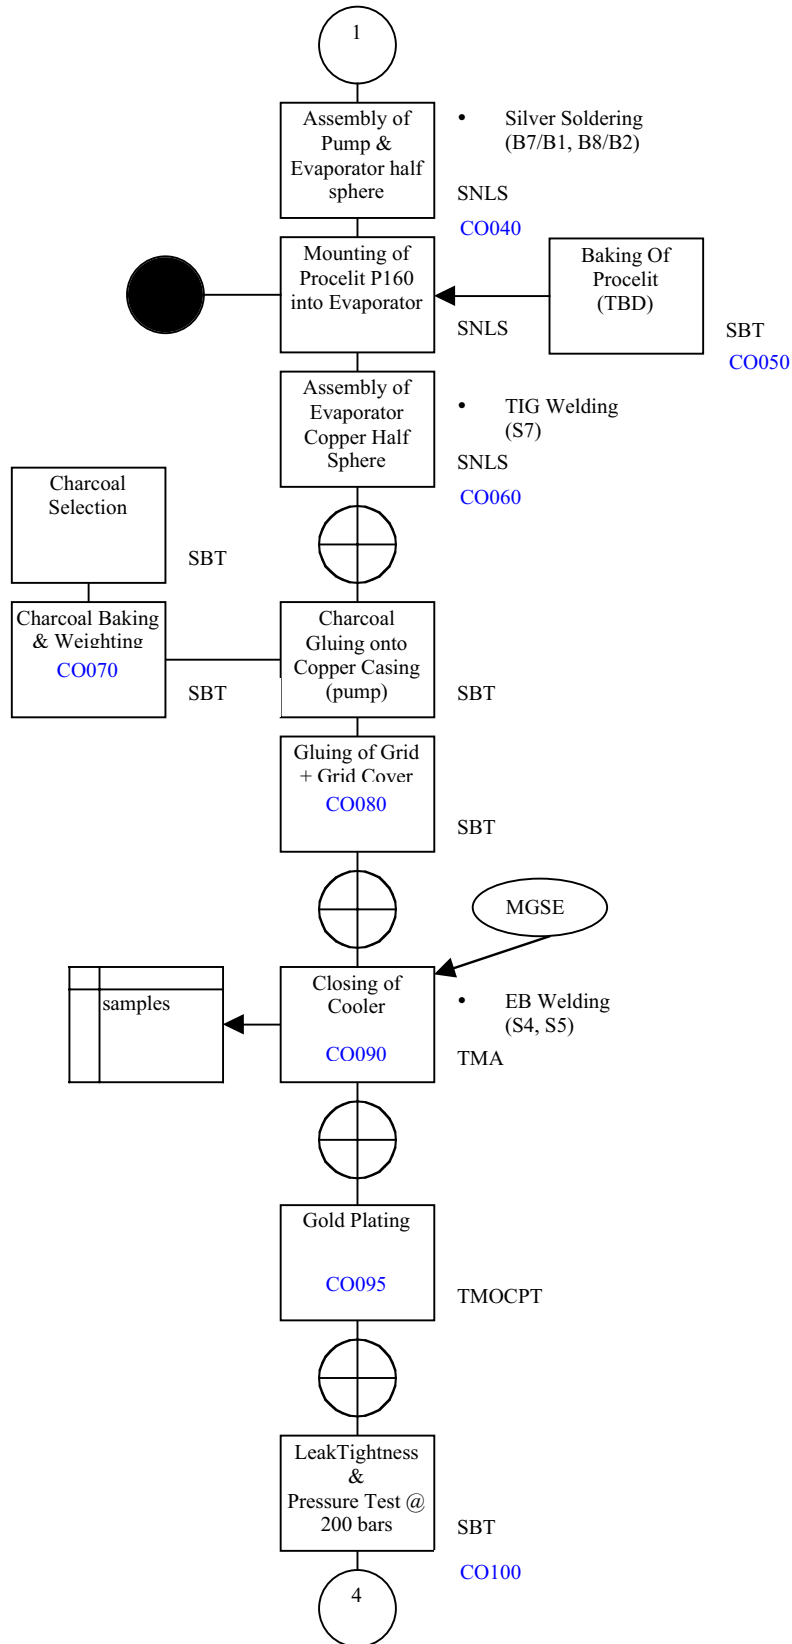 1
Assembly of
Pump &
Evaporator half
sphere
• Silver Soldering
(B7/B1, B8/B2)
SNLS
CO040
Mounting of
Procelit P160
into Evaporator
SNLS
Baking Of
Procelit
(TBD)
SBT
CO050
Assembly of
Evaporator
Copper Half
Sphere
• TIG Welding
(S7)
SNLS
CO060
Charcoal
Selection
SBT
Charcoal Baking
& Weighting
CO070
SBT
Charcoal
Gluing onto
Copper Casing
(pump)
SBT
Gluing of Grid
+ Grid Cover
CO080
SBT
MGSE
samples
Closing of
Cooler
CO090
• EB Welding
(S4, S5)
TMA
Gold Plating
CO095
TMOCPT
LeakTightness
&
Pressure Test @
200 bars
SBT
CO100
4